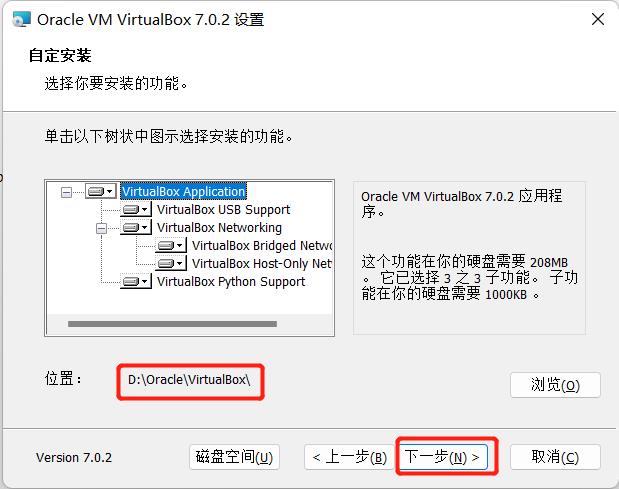 Oracle VM VirtualBox 7.0.2 设置
自定安装
选择你要安装的功能。
单击以下树状中图示选择安装的功能。
VirtualBox Application
VirtualBox USB Support
VirtualBox Networking
VirtualBox Bridged Netwo
VirtualBox Host-Only Net
VirtualBox Python Support
Oracle VM VirtualBox 7.0.2 应用程
序。
这个功能在你的硬盘需要 208MB
。 它已选择 3 之 3 子功能。 子功
能在你的硬盘需要 1000KB 。
位置：
D:\Oracle\VirtualBox\
浏览(O)
Version 7.0.2
磁盘空间(U)
< 上一步(B)
下一步(N) >
取消(C)